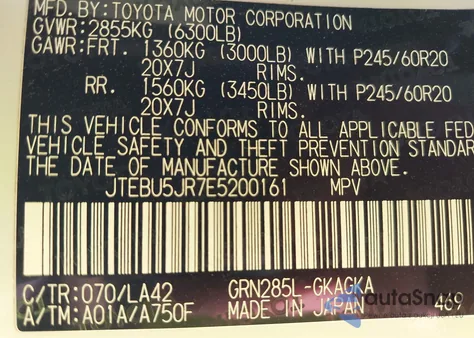 MFD. BY: TOYOTA MOTOR CORPORATION
GVWR: 2855KG (6300LB)
GAWR: FRT. 1360KG (3000LB) WITH P245/60R20
20X7J RIMS.
RR. 1560KG (3450LB) WITH P245/60R20
20X7J RIMS.
THIS VEHICLE CONFORMS TO ALL APPLICABLE FED
VEHICLE SAFETY AND THEFT PREVENTION STANDAR
THE DATE OF MANUFACTURE SHOWN ABOVE.
JTEBU5JR7E5200161 MPV
C/TR: 070/LA42 GRN285L-GKAGKA
A/TM: A01A/A750F MADE IN JAPAN 469